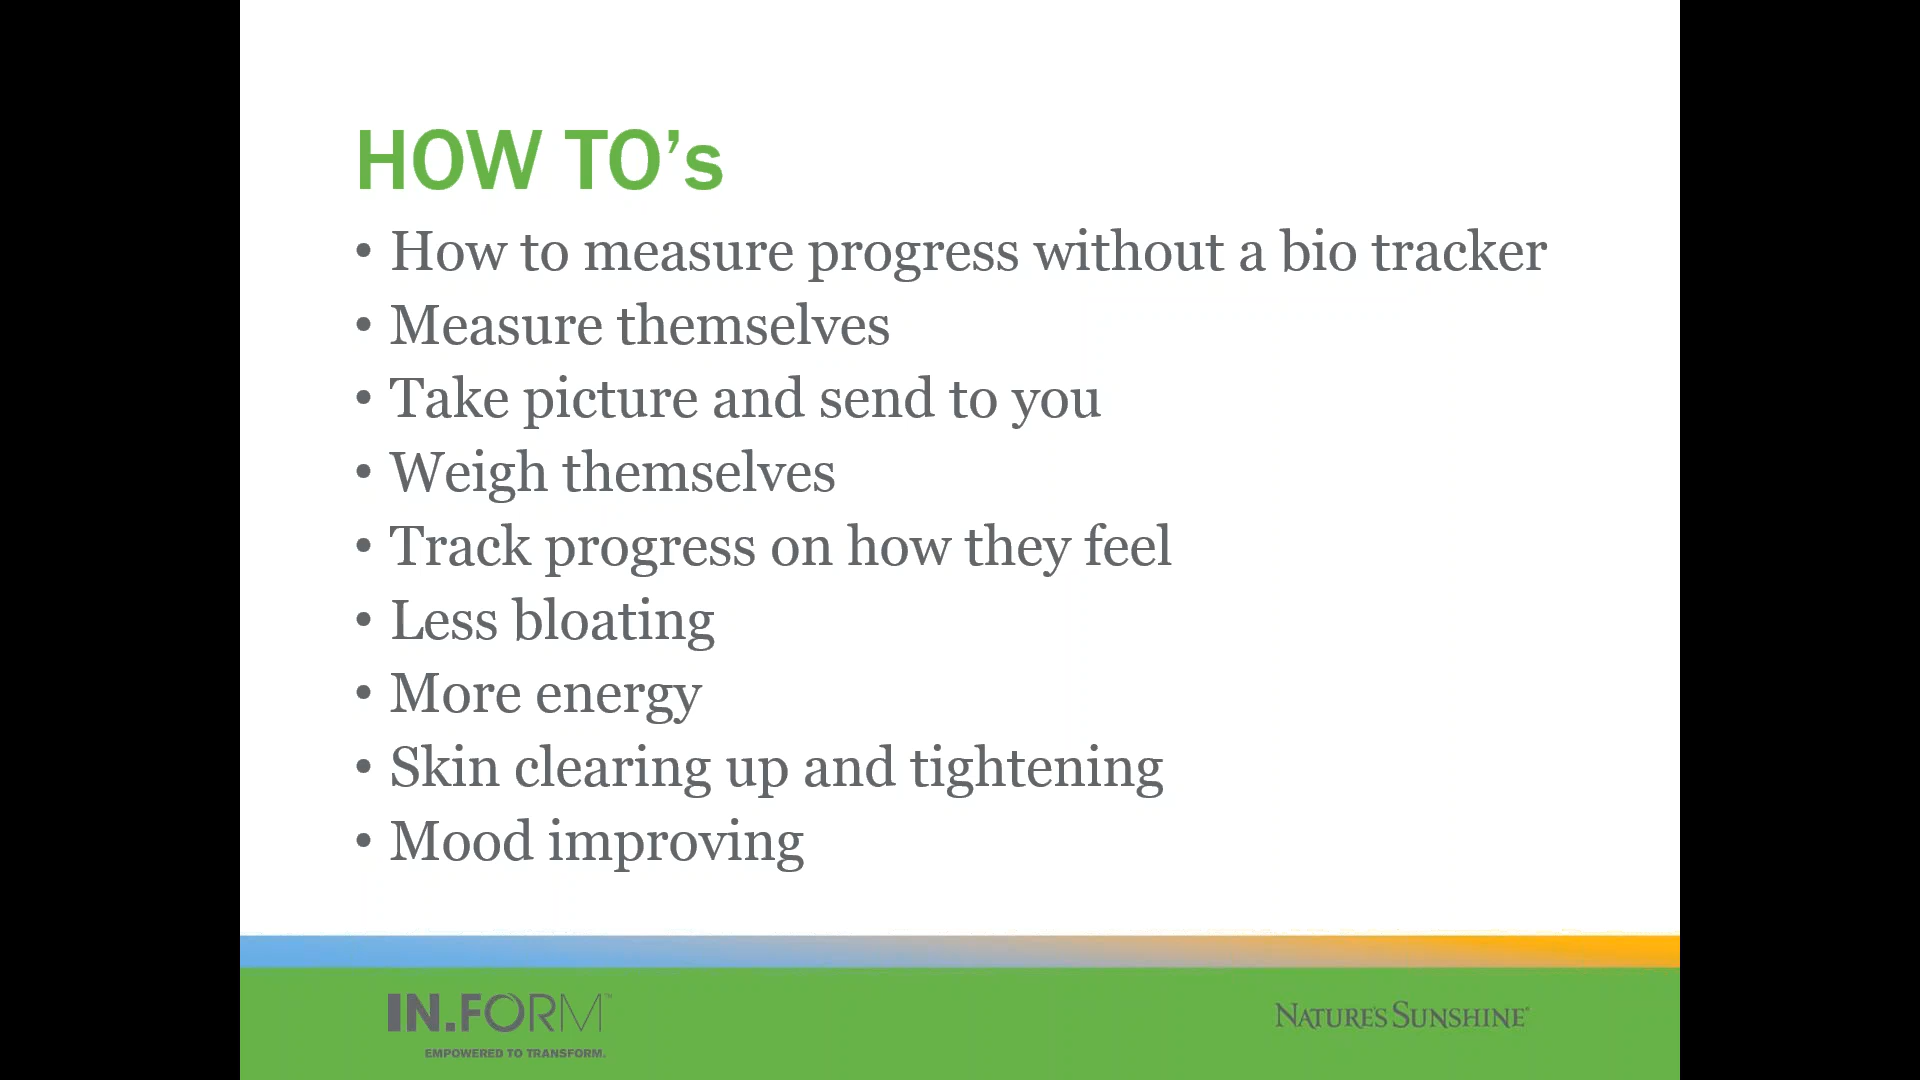 HOW TO’s
• How to measure progress without a bio tracker
• Measure themselves
• Take picture and send to you
• Weigh themselves
• Track progress on how they feel
• Less bloating
• More energy
• Skin clearing up and tightening
• Mood improving
IN.FORM™
EMPOWERED TO TRANSFORM.
NATURE'S SUNSHINE®